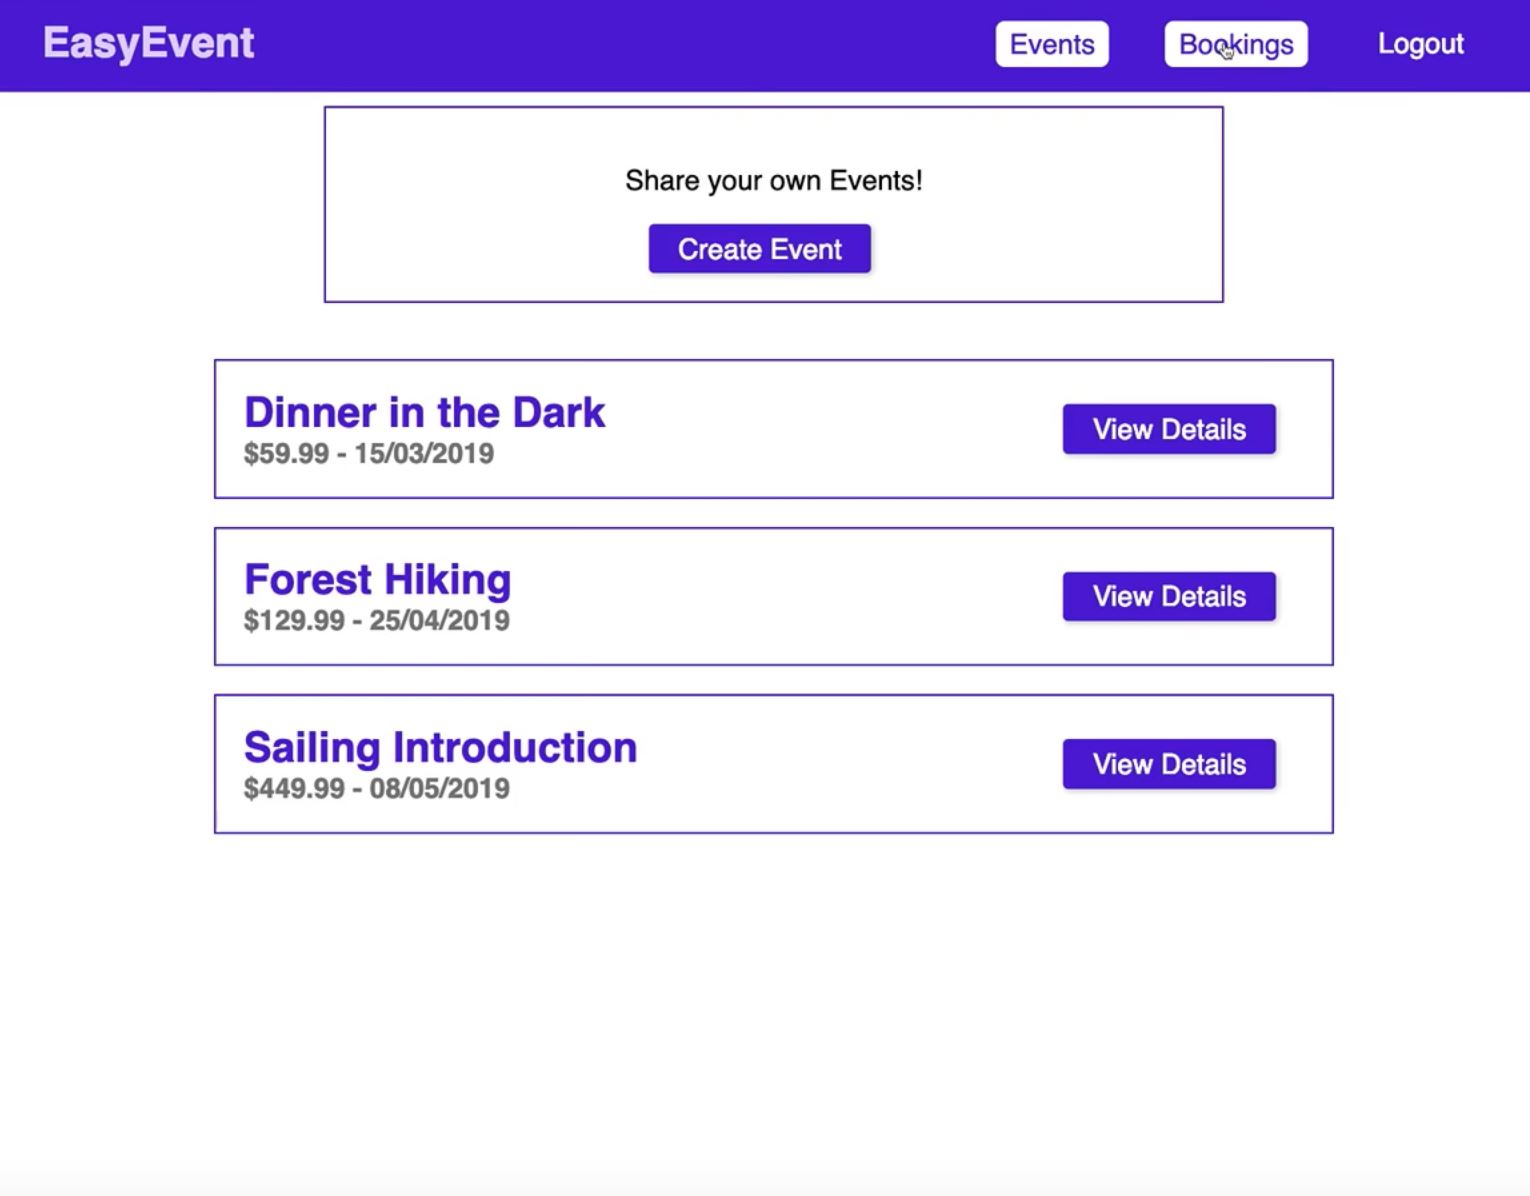 EasyEvent
Events
Bookings
Logout
Share your own Events!
Create Event
Dinner in the Dark
$59.99 - 15/03/2019
View Details
Forest Hiking
$129.99 - 25/04/2019
View Details
Sailing Introduction
$449.99 - 08/05/2019
View Details